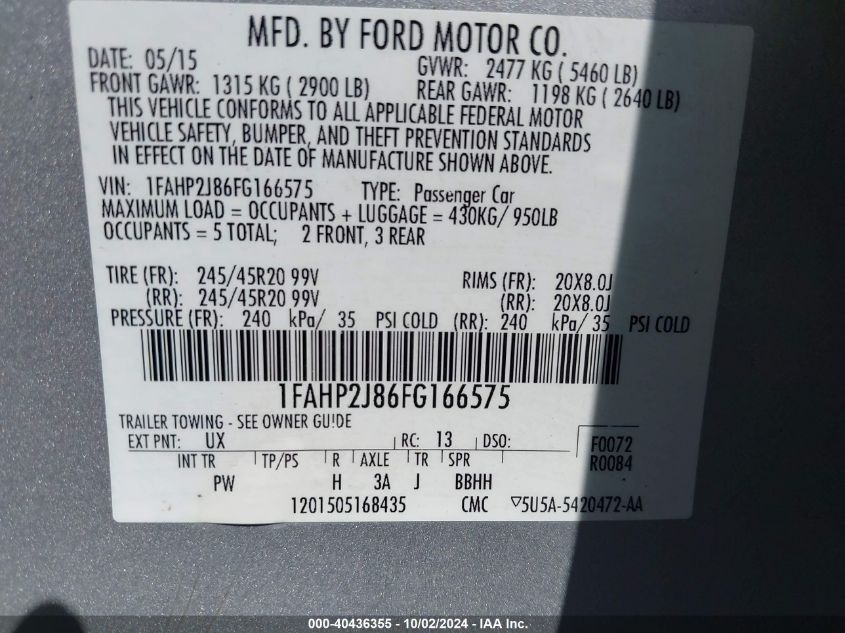 MFD. BY FORD MOTOR CO.
DATE: 05/15 GVWR: 2477 KG ( 5460 LB)
FRONT GAWR: 1315 KG ( 2900 LB) REAR GAWR: 1198 KG ( 2640 LB)
THIS VEHICLE CONFORMS TO ALL APPLICABLE FEDERAL MOTOR
VEHICLE SAFETY, BUMPER, AND THEFT PREVENTION STANDARDS
IN EFFECT ON THE DATE OF MANUFACTURE SHOWN ABOVE.
VIN: 1FAHP2J86FG166575 TYPE: Passenger Car
MAXIMUM LOAD = OCCUPANTS + LUGGAGE = 430KG/ 950LB
OCCUPANTS = 5 TOTAL; 2 FRONT, 3 REAR
TIRE (FR): 245/45R20 99V RIMS (FR): 20X8.0J
(RR): 245/45R20 99V (RR): 20X8.0J
PRESSURE (FR): 240 kPa/ 35 PSI COLD (RR): 240 kPa/ 35 PSI COLD
1FAHP2J86FG166575
TRAILER TOWING - SEE OWNER GUIDE
EXT PNT: UX RC: 13 DSO: F0072
INT TR TP/PS R AXLE TR SPR R0084
PW H 3A J BBHH
1201505168435 CMC ▽5U5A-5420472-AA
000-40436355 - 10/02/2024 - IAA Inc.